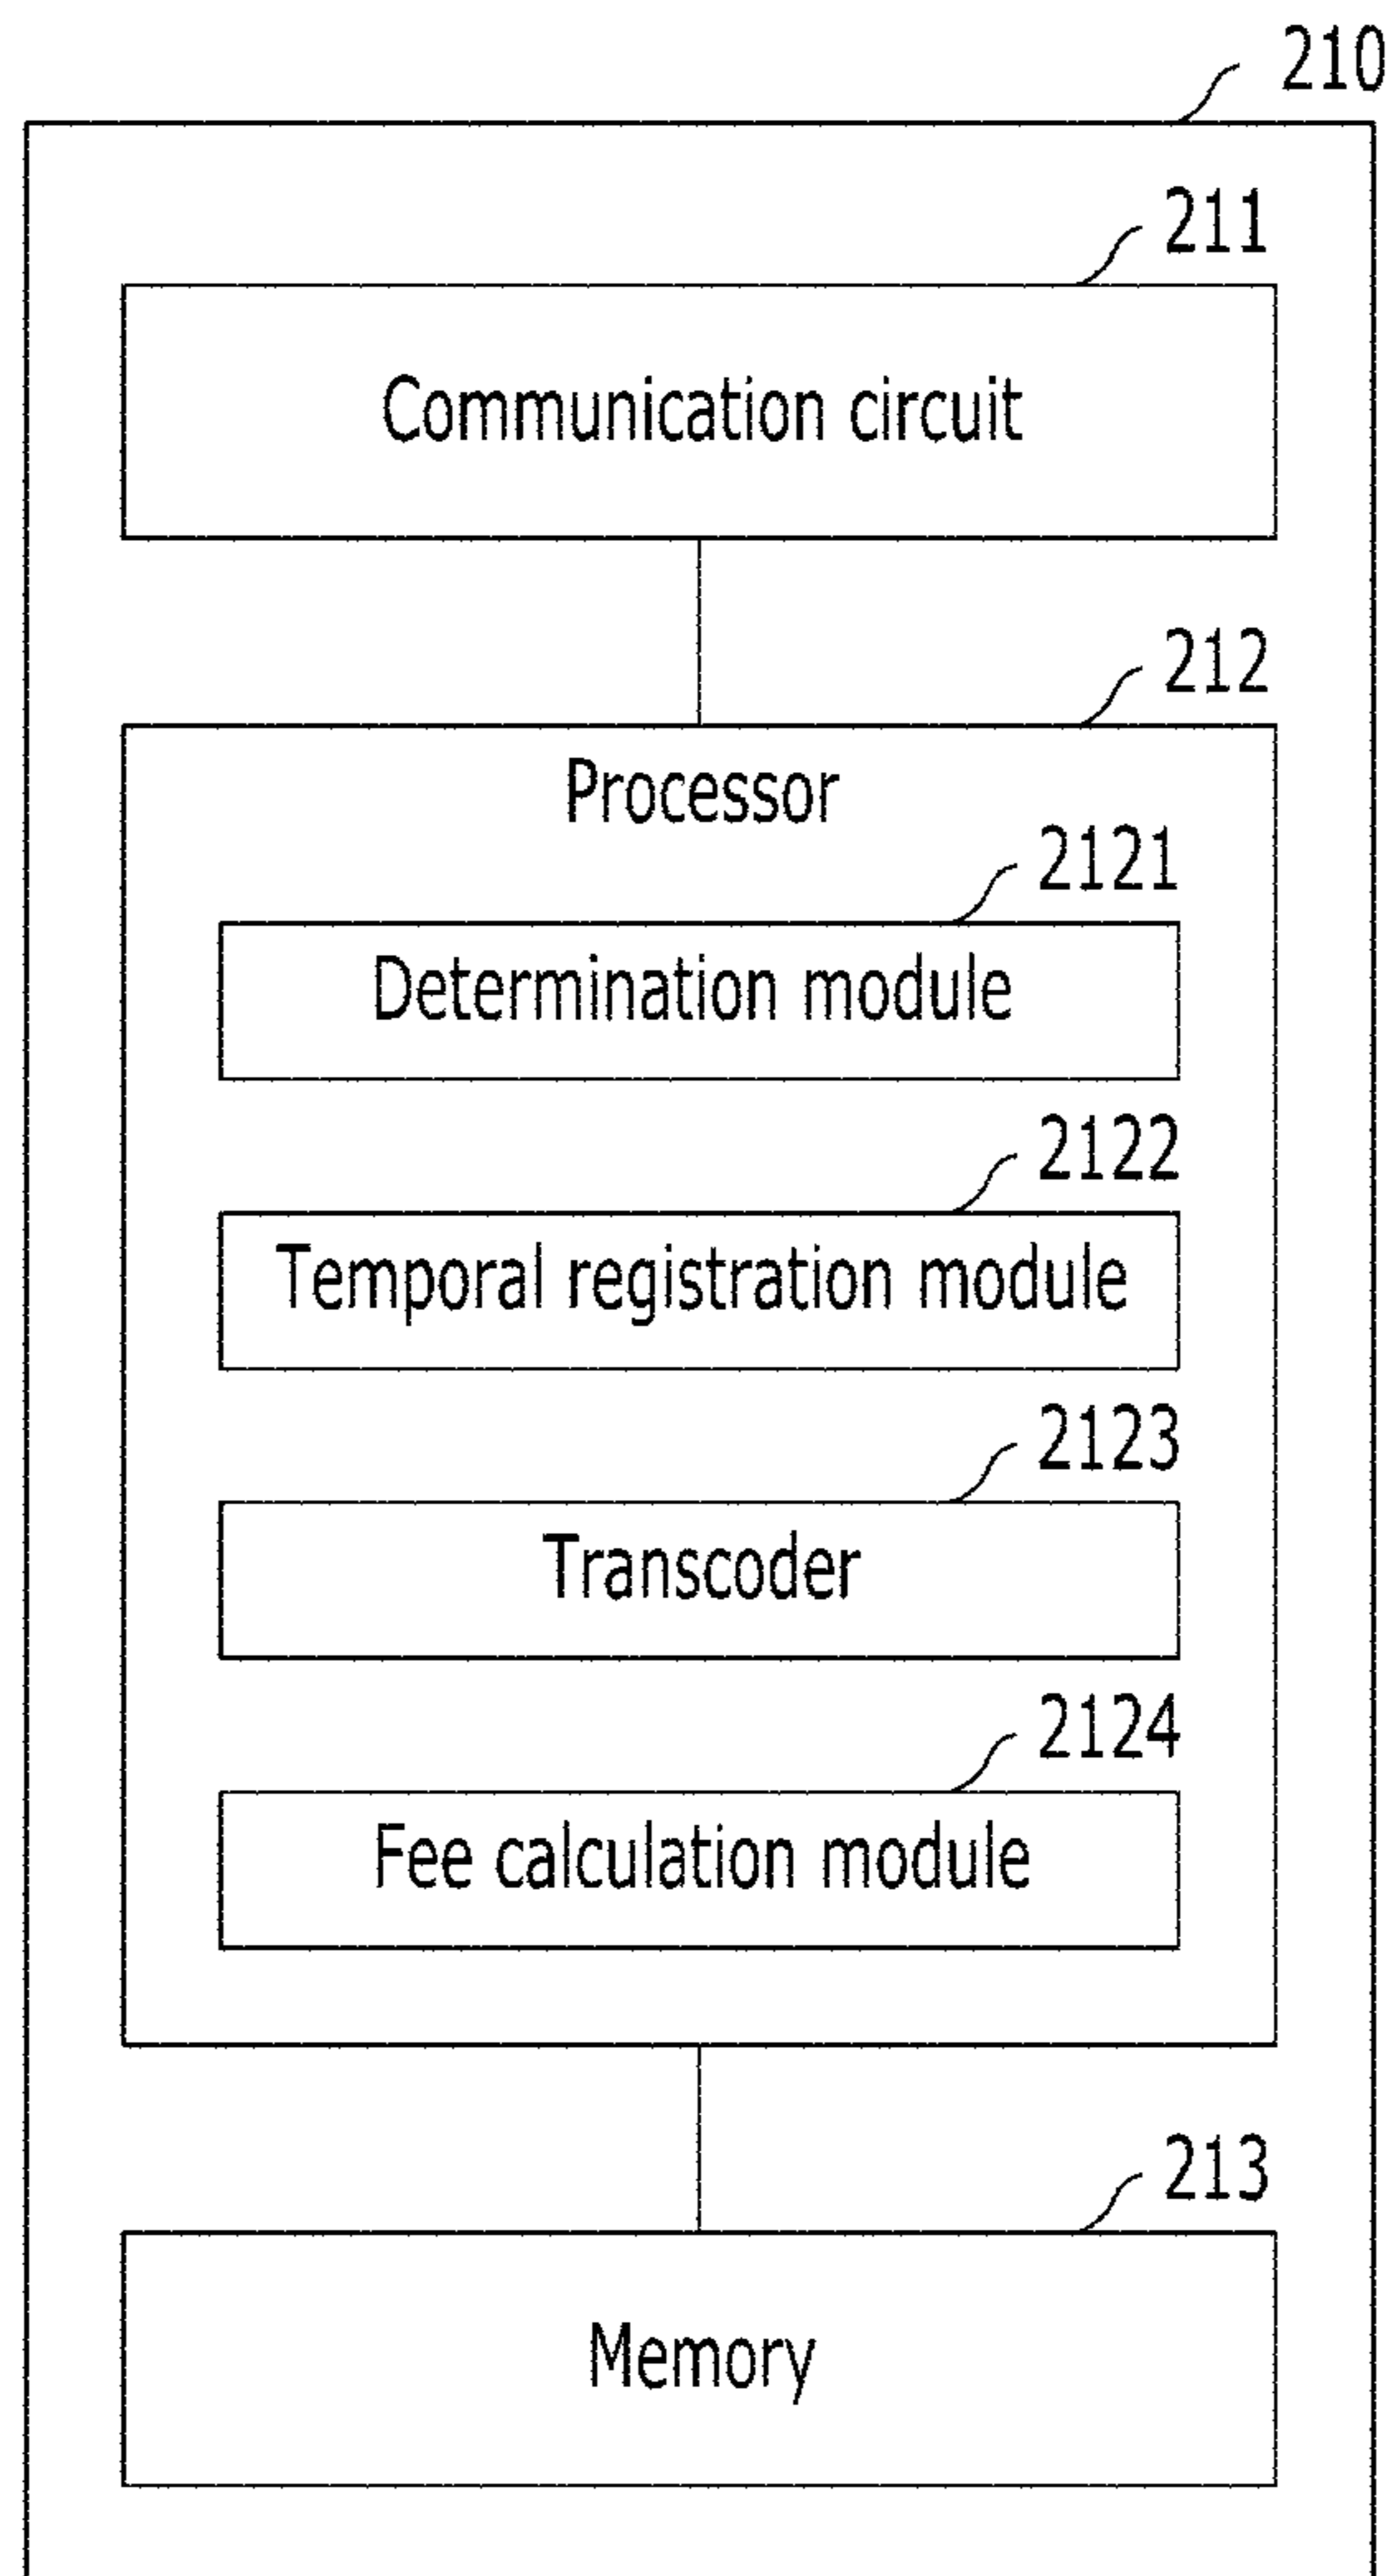 210
211
Communication circuit
212
Processor
2121
Determination module
2122
Temporal registration module
2123
Transcoder
2124
Fee calculation module
213
Memory